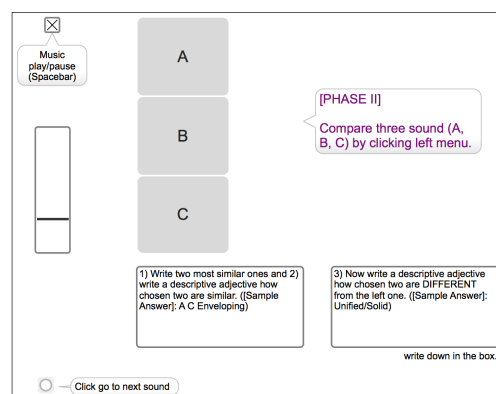 Music
play/pause
(Spacebar)
A
B
C
[PHASE II]
Compare three sound (A,
B, C) by clicking left menu.
1) Write two most similar ones and 2)
write a descriptive adjective how
chosen two are similar. ([Sample
Answer]: A C Enveloping)
3) Now write a descriptive adjective
how chosen two are DIFFERENT
from the left one. ([Sample Answer]:
Unified/Solid)
write down in the box.
Click go to next sound